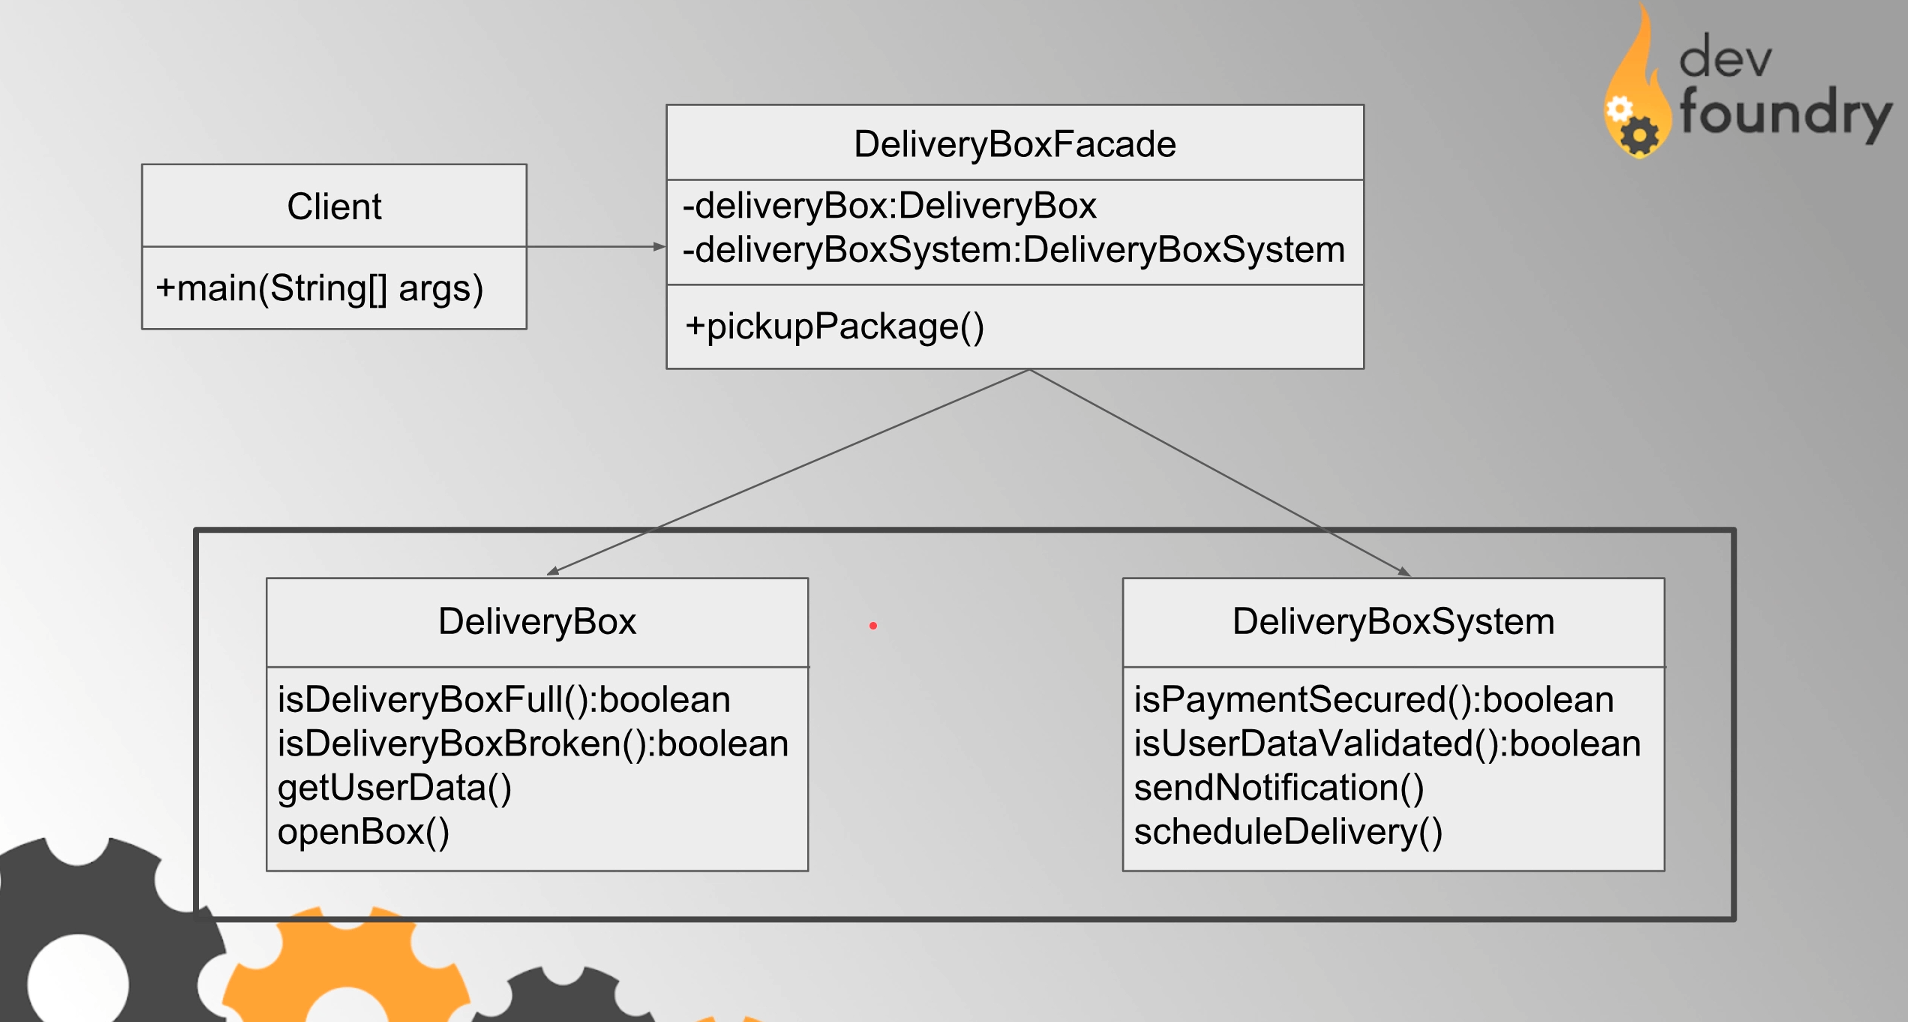 dev
foundry
Client
+main(String[] args)
DeliveryBoxFacade
-deliveryBox:DeliveryBox
-deliveryBoxSystem:DeliveryBoxSystem
+pickupPackage()
DeliveryBox
isDeliveryBoxFull():boolean
isDeliveryBoxBroken():boolean
getUserData()
openBox()
DeliveryBoxSystem
isPaymentSecured():boolean
isUserDataValidated():boolean
sendNotification()
scheduleDelivery()